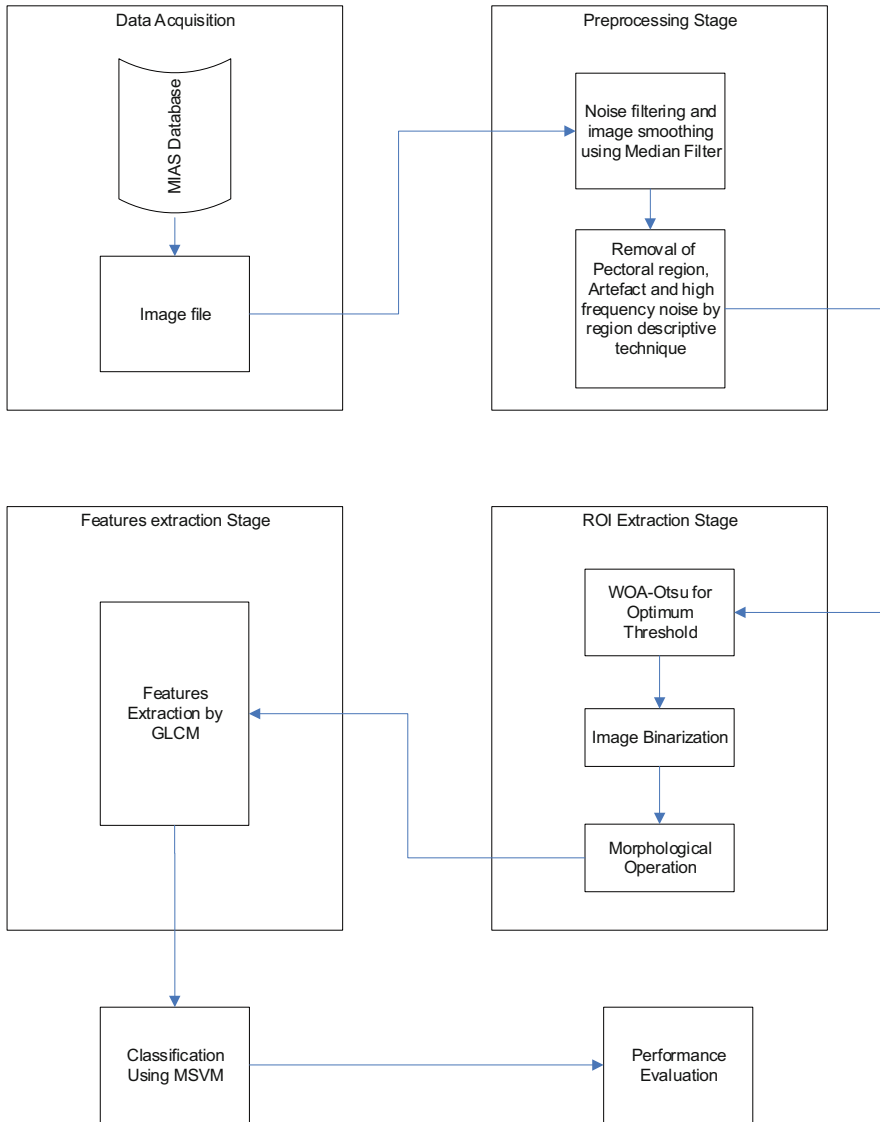 Data Acquisition
MIAS Database
Image file
Preprocessing Stage
Noise filtering and
image smoothing
using Median Filter
Removal of
Pectoral region,
Artefact and high
frequency noise by
region descriptive
technique
Features extraction Stage
Features
Extraction by
GLCM
ROI Extraction Stage
WOA-Otsu for
Optimum
Threshold
Image Binarization
Morphological
Operation
Classification
Using MSVM
Performance
Evaluation